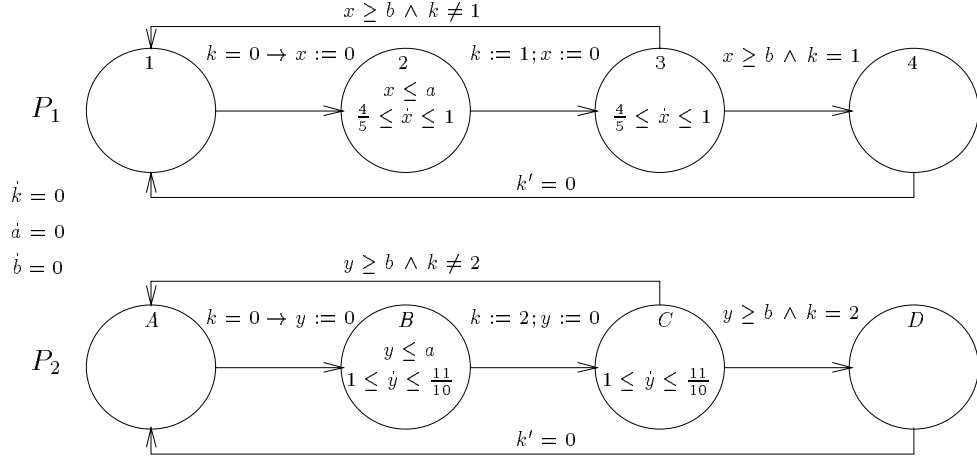 x ≥ b ∧ k ≠ 1
1
k = 0 → x := 0
2
k := 1; x := 0
3
x ≥ b ∧ k = 1
4
x ≤ a
P₁
4/5 ≤ ẋ ≤ 1
4/5 ≤ ẋ ≤ 1
k′ = 0
k̇ = 0
ȧ = 0
ḃ = 0
y ≥ b ∧ k ≠ 2
A
k = 0 → y := 0
B
k := 2; y := 0
C
y ≥ b ∧ k = 2
D
y ≤ a
P₂
1 ≤ ẏ ≤ 11/10
1 ≤ ẏ ≤ 11/10
k′ = 0